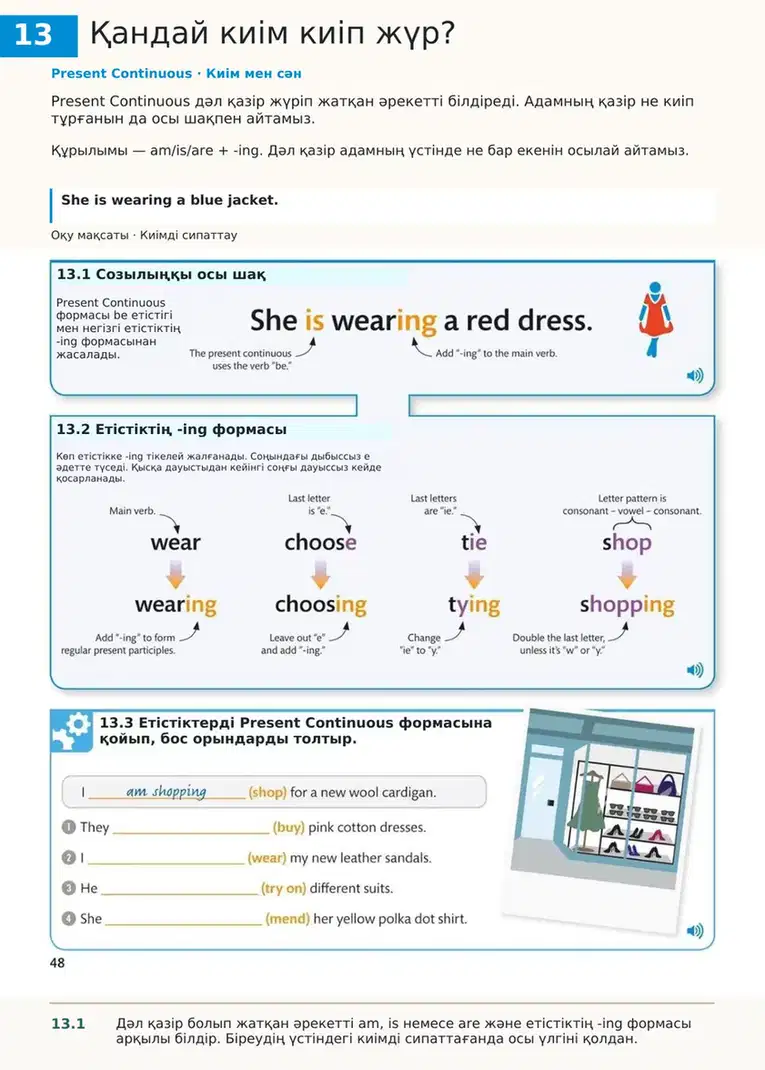 13 Қандай киім киіп жүр?
Present Continuous · Киім мен сән
Present Continuous дәл қазір жүріп жатқан әрекетті білдіреді. Адамның қазір не киіп
тұрғанын да осы шақпен айтамыз.
Құрылымы — am/is/are + -ing. Дәл қазір адамның үстінде не бар екенін осылай айтамыз.
She is wearing a blue jacket.
Оқу мақсаты · Киімді сипаттау
13.1 Созылыңқы осы шақ
Present Continuous
формасы be етістігі
мен негізгі етістіктің
-ing формасынан
жасалады.
She is wearing a red dress.
The present continuous
uses the verb "be."
Add "-ing" to the main verb.
13.2 Етістіктің -ing формасы
Көп етістікке -ing тікелей жалғанады. Соңындағы дыбыссыз e
әдетте түседі. Қысқа дауыстыдан кейінгі соңғы дауыссыз кейде
қосарланады.
Main verb.
Last letter
is "e."
Last letters
are "ie."
Letter pattern is
consonant – vowel – consonant.
wear choose tie shop
wearing choosing tying shopping
Add "-ing" to form
regular present participles.
Leave out "e"
and add "-ing."
Change
"ie" to "y."
Double the last letter,
unless it's "w" or "y."
13.3 Етістіктерді Present Continuous формасына
қойып, бос орындарды толтыр.
I am shopping (shop) for a new wool cardigan.
1 They ____ (buy) pink cotton dresses.
2 I ____ (wear) my new leather sandals.
3 He ____ (try on) different suits.
4 She ____ (mend) her yellow polka dot shirt.
48
13.1 Дәл қазір болып жатқан әрекетті am, is немесе are және етістіктің -ing формасы
арқылы білдір. Біреудің үстіндегі киімді сипаттағанда осы үлгіні қолдан.